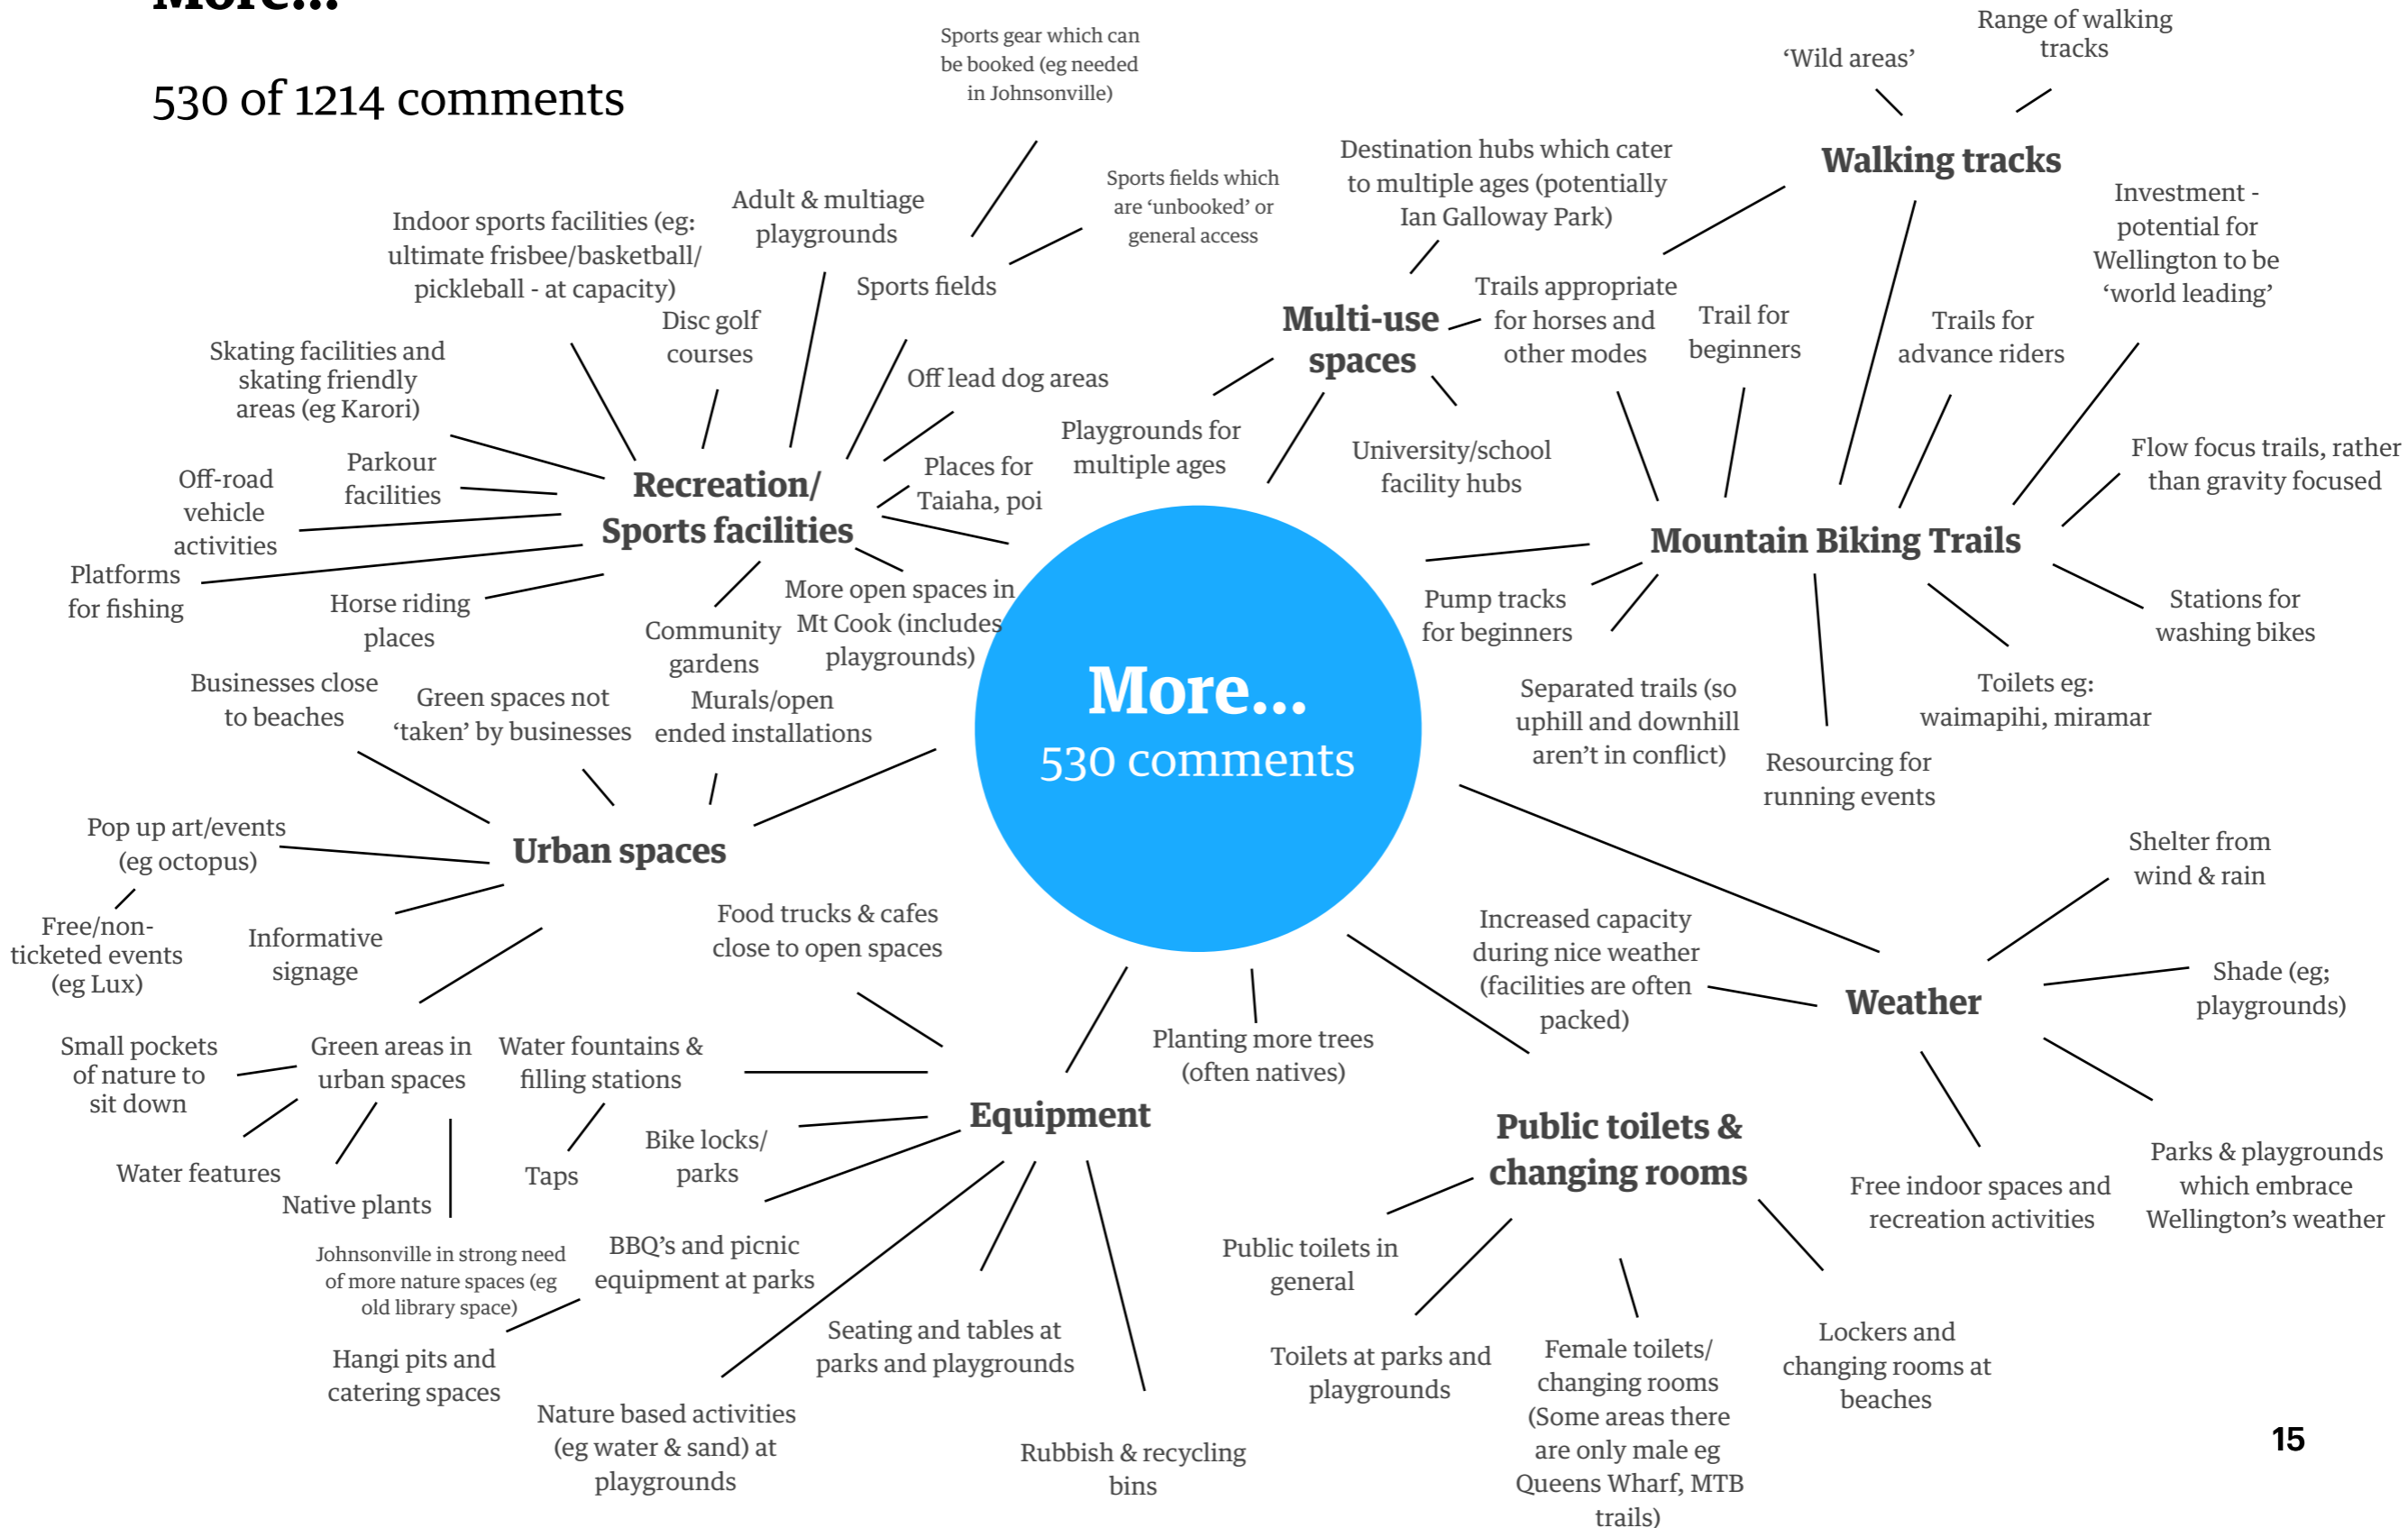 More...
530 of 1214 comments
Sports gear which can
be booked (eg needed
in Johnsonville)
Sports fields which
are ‘unbooked’ or
general access
Adult & multiage
playgrounds
Sports fields
Indoor sports facilities (eg:
ultimate frisbee/basketball/
pickleball - at capacity)
Disc golf
courses
Skating facilities and
skating friendly
areas (eg Karori)
Off lead dog areas
Parkour
facilities
Off-road
vehicle
activities
Places for
Taiaha, poi
Recreation/
Sports facilities
Platforms
for fishing
Horse riding
places
Community
gardens
More open spaces in
Mt Cook (includes
playgrounds)
Destination hubs which cater
to multiple ages (potentially
Ian Galloway Park)
Multi-use
spaces
Trails appropriate
for horses and
other modes
Playgrounds for
multiple ages
University/school
facility hubs
‘Wild areas’
Range of walking
tracks
Walking tracks
Investment -
potential for
Wellington to be
‘world leading’
Trail for
beginners
Trails for
advance riders
Flow focus trails, rather
than gravity focused
Mountain Biking Trails
Pump tracks
for beginners
Stations for
washing bikes
Separated trails (so
uphill and downhill
aren’t in conflict)
Toilets eg:
waimapihi, miramar
Resourcing for
running events
More...
530 comments
Businesses close
to beaches
Green spaces not
‘taken’ by businesses
Murals/open
ended installations
Urban spaces
Pop up art/events
(eg octopus)
Free/non-
ticketed events
(eg Lux)
Informative
signage
Small pockets
of nature to
sit down
Green areas in
urban spaces
Water features
Native plants
Johnsonville in strong need
of more nature spaces (eg
old library space)
Food trucks & cafes
close to open spaces
Water fountains &
filling stations
Taps
Bike locks/
parks
Equipment
Planting more trees
(often natives)
BBQ’s and picnic
equipment at parks
Hangi pits and
catering spaces
Nature based activities
(eg water & sand) at
playgrounds
Seating and tables at
parks and playgrounds
Rubbish & recycling
bins
Increased capacity
during nice weather
(facilities are often
packed)
Weather
Shelter from
wind & rain
Shade (eg;
playgrounds)
Free indoor spaces and
recreation activities
Parks & playgrounds
which embrace
Wellington’s weather
Public toilets &
changing rooms
Public toilets in
general
Toilets at parks and
playgrounds
Female toilets/
changing rooms
(Some areas there
are only male eg
Queens Wharf, MTB
trails)
Lockers and
changing rooms at
beaches
15